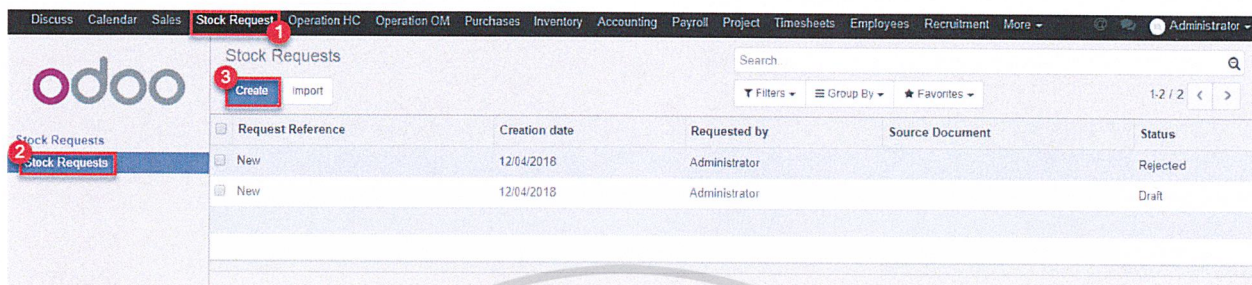 Discuss Calendar Sales Stock Request Operation HC Operation OM Purchases Inventory Accounting Payroll Project Timesheets Employees Recruitment More Administrator
1
odoo
Stock Requests
Search...
3
Create Import
Filters Group By Favorites 1-2 / 2
Stock Requests
2
Stock Requests
Request Reference Creation date Requested by Source Document Status
New 12/04/2018 Administrator Rejected
New 12/04/2018 Administrator Draft